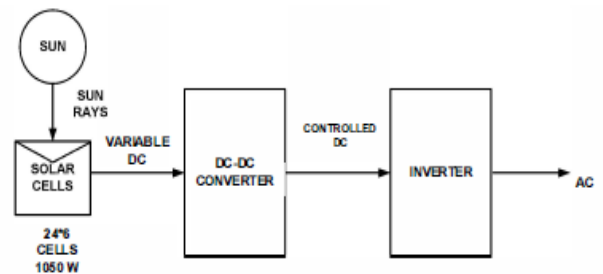 SUN
SUN
RAYS
SOLAR
CELLS
24*6
CELLS
1050 W
VARIABLE
DC
DC-DC
CONVERTER
CONTROLLED
DC
INVERTER
AC